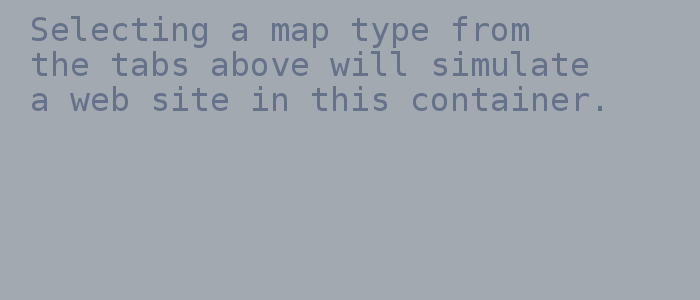 Selecting a map type from
the tabs above will simulate
a web site in this container.